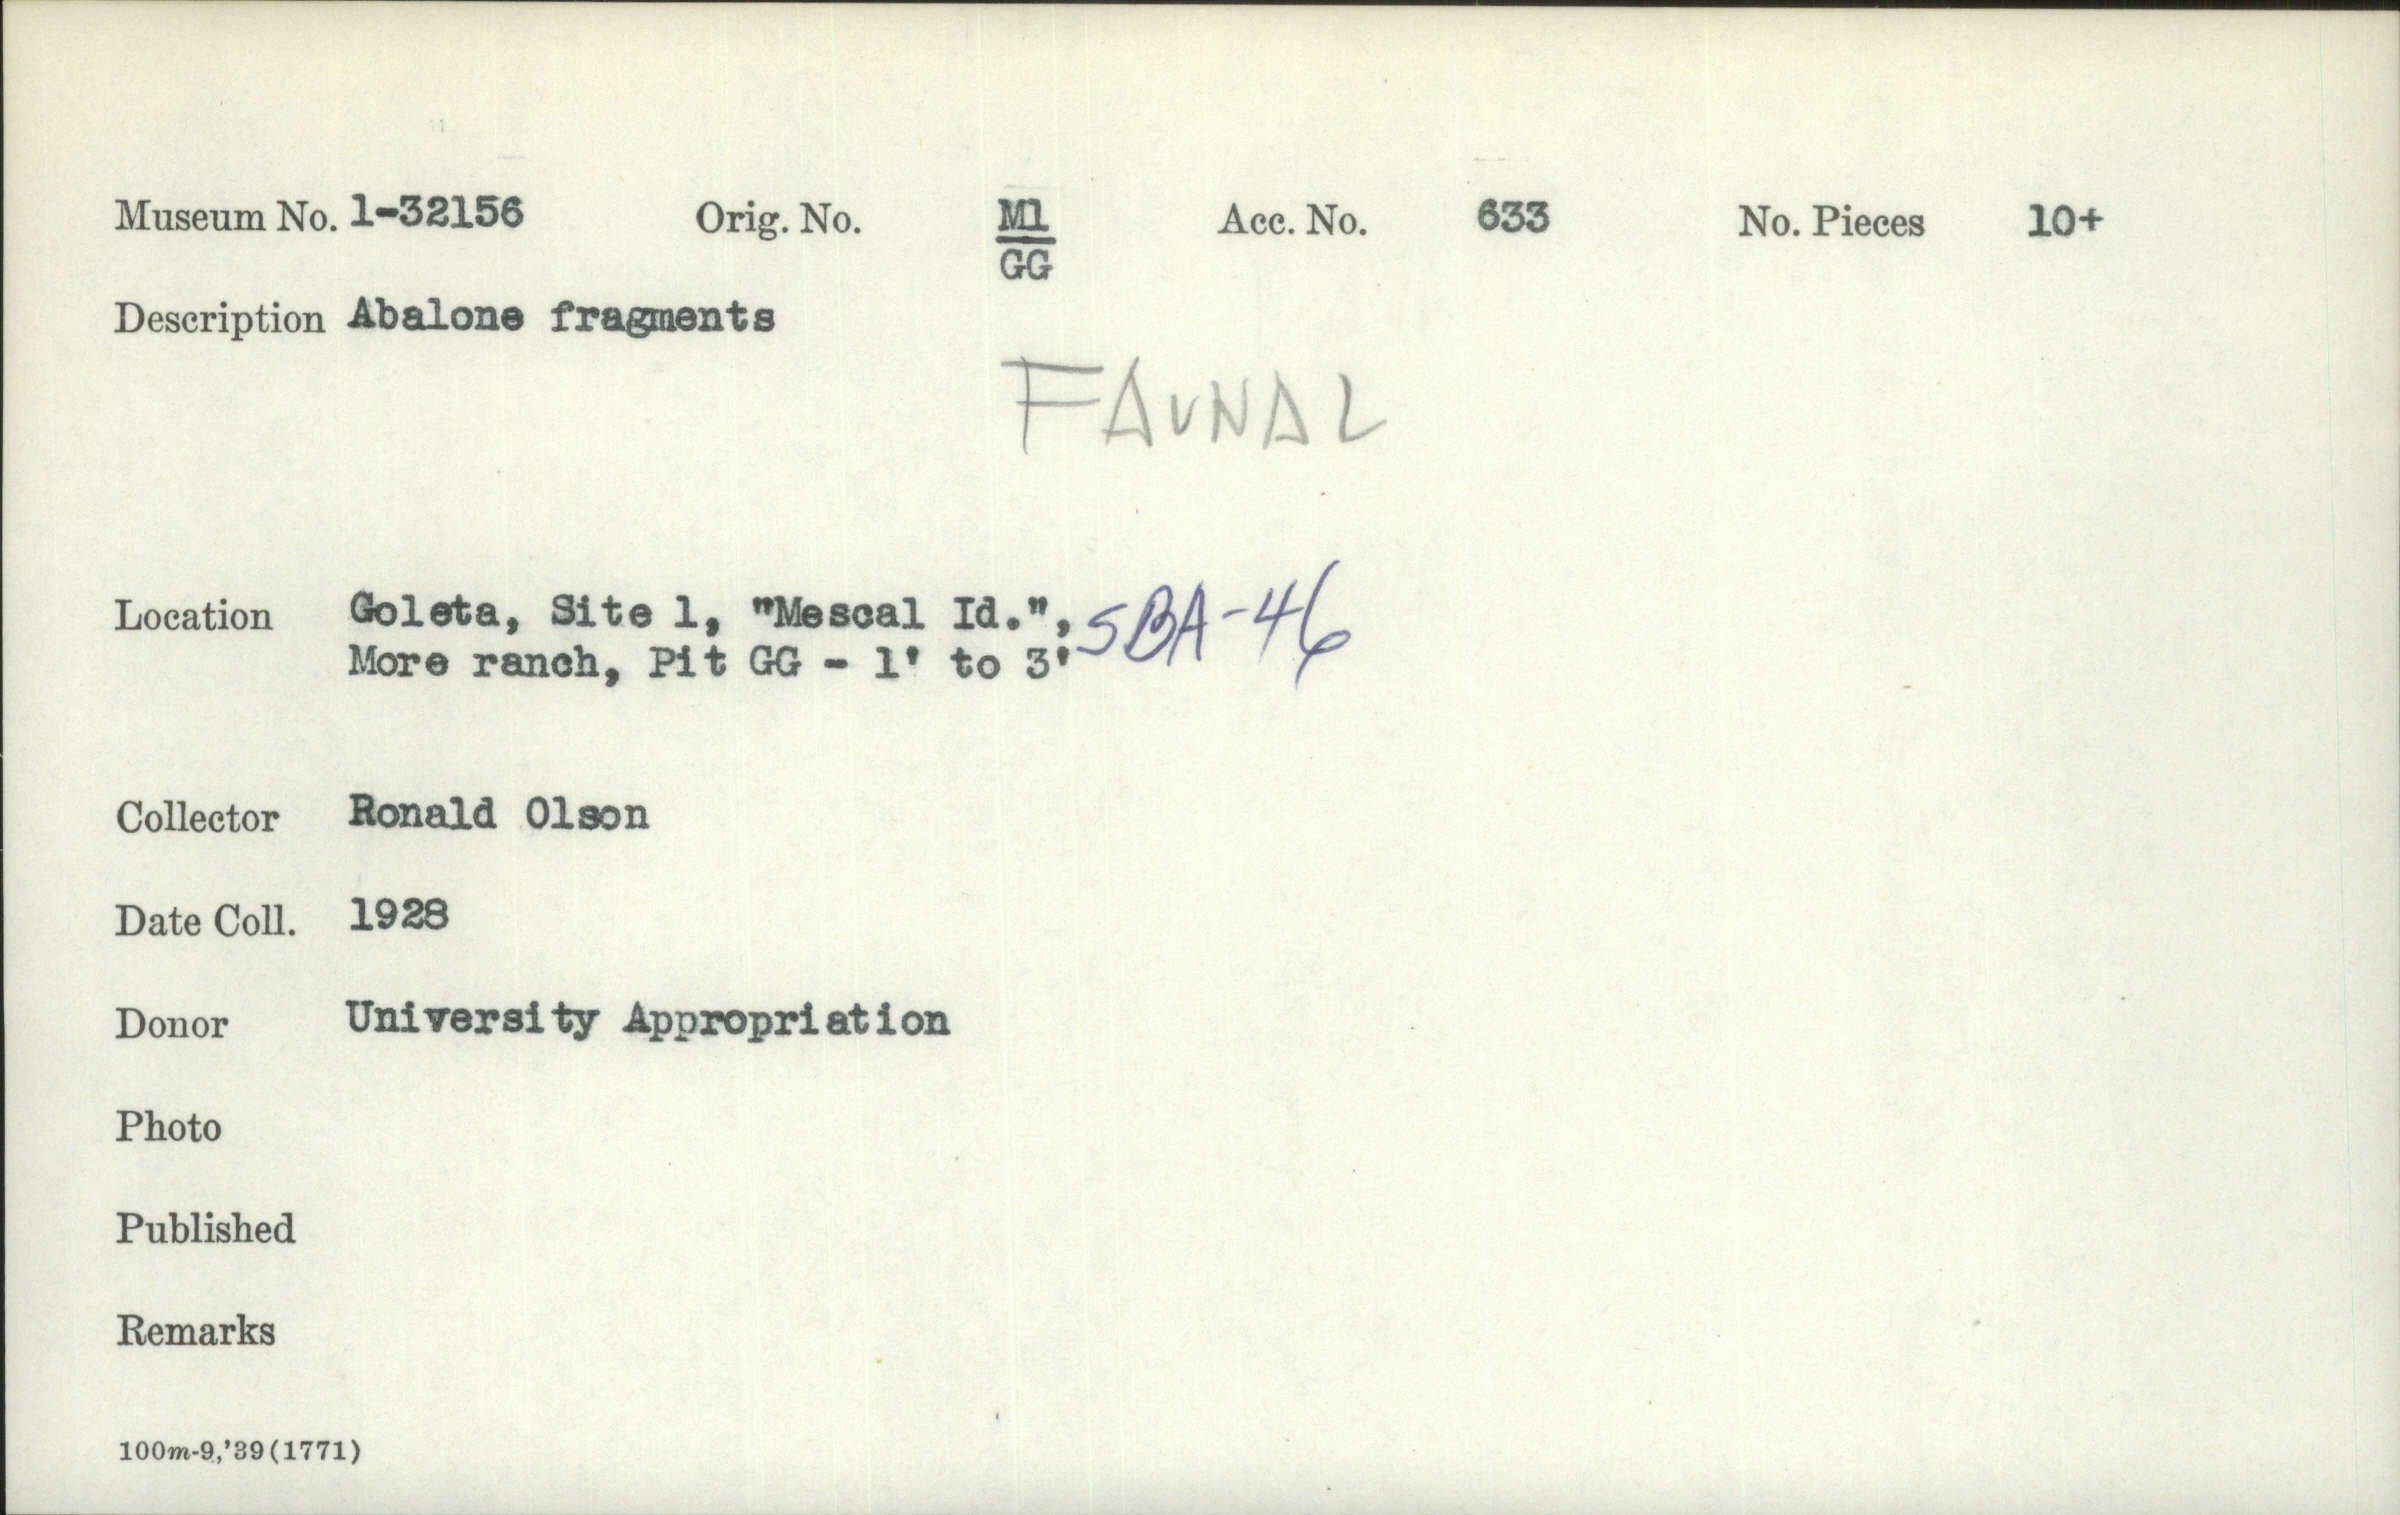 Museum No. 1-32156 Orig. No. M1 Acc. No. 633 No. Pieces 10+
GG
Description Abalone fragments
FAUNAL
Location Goleta, Site 1, "Mescal Id.", SBA-46
More ranch, Pit GG - 1' to 3'
Collector Ronald Olson
Date Coll. 1928
Donor University Appropriation
Photo
Published
Remarks
100m-9,'39(1771)